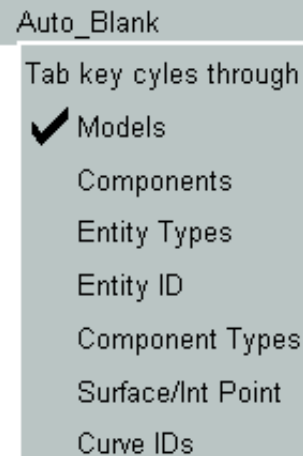 Auto_Blank
Tab key cyles through
Models
Components
Entity Types
Entity ID
Component Types
Surface/Int Point
Curve IDs